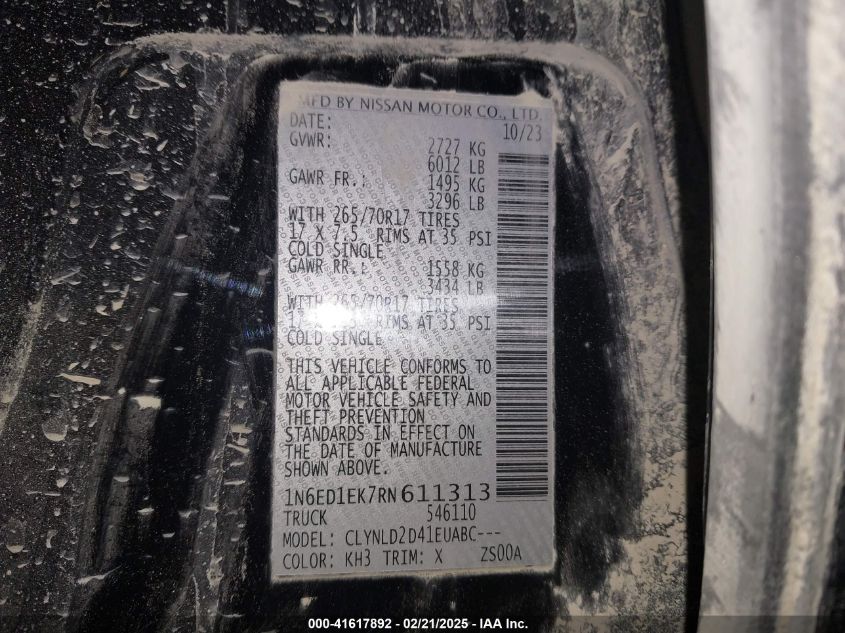 MFD BY NISSAN MOTOR CO., LTD.
DATE: 10/23
GVWR: 2727 KG
6012 LB
GAWR FR.: 1495 KG
3296 LB
WITH 265/70R17 TIRES
17 X 7.5 RIMS AT 35 PSI
COLD SINGLE
GAWR RR.: 1558 KG
3434 LB
WITH 265/70R17 TIRES
RIMS AT 35 PSI
COLD SINGLE
THIS VEHICLE CONFORMS TO
ALL APPLICABLE FEDERAL
MOTOR VEHICLE SAFETY AND
THEFT PREVENTION
STANDARDS IN EFFECT ON
THE DATE OF MANUFACTURE
SHOWN ABOVE.
1N6ED1EK7RN611313
TRUCK 546110
MODEL: CLYNLD2D41EUABC---
COLOR: KH3 TRIM: X ZS00A
000-41617892 - 02/21/2025 - IAA Inc.